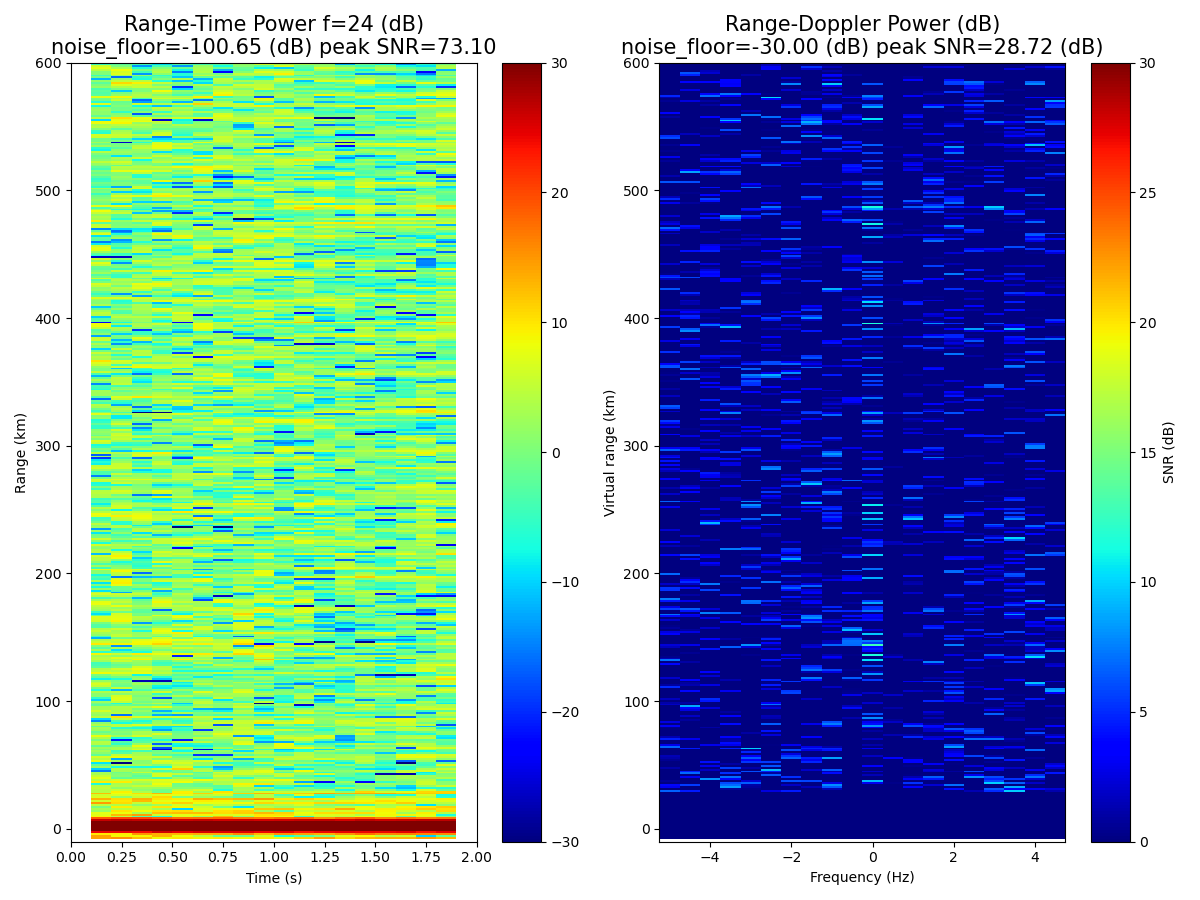 Range-Time Power f=24 (dB)
noise_floor=-100.65 (dB) peak SNR=73.10
600
500
400
300
200
100
0
Range (km)
0.00 0.25 0.50 0.75 1.00 1.25 1.50 1.75 2.00
Time (s)
30
20
10
0
−10
−20
−30
Range-Doppler Power (dB)
noise_floor=-30.00 (dB) peak SNR=28.72 (dB)
600
500
400
300
200
100
0
Virtual range (km)
−4 −2 0 2 4
Frequency (Hz)
30
25
20
15
10
5
0
SNR (dB)